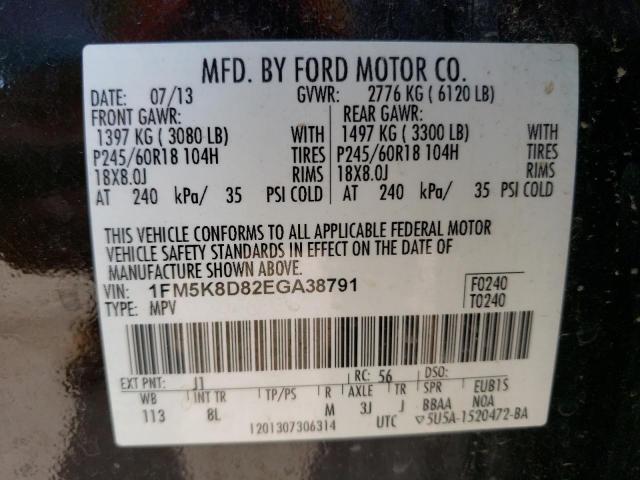 MFD. BY FORD MOTOR CO.
DATE: 07/13 GVWR: 2776 KG ( 6120 LB)
FRONT GAWR: REAR GAWR:
1397 KG ( 3080 LB) WITH 1497 KG ( 3300 LB) WITH
P245/60R18 104H TIRES P245/60R18 104H TIRES
18X8.0J RIMS 18X8.0J RIMS
AT 240 kPa/ 35 PSI COLD AT 240 kPa/ 35 PSI COLD
THIS VEHICLE CONFORMS TO ALL APPLICABLE FEDERAL MOTOR
VEHICLE SAFETY STANDARDS IN EFFECT ON THE DATE OF
MANUFACTURE SHOWN ABOVE.
VIN: 1FM5K8D82EGA38791 F0240
TYPE: MPV T0240
EXT PNT: J1 RC: 56 DSO:
WB INT TR TP/PS R AXLE TR SPR EUB1S
113 8L M 3J J BBAA NOA
1201307306314 UTC ▽5U5A-1520472-BA